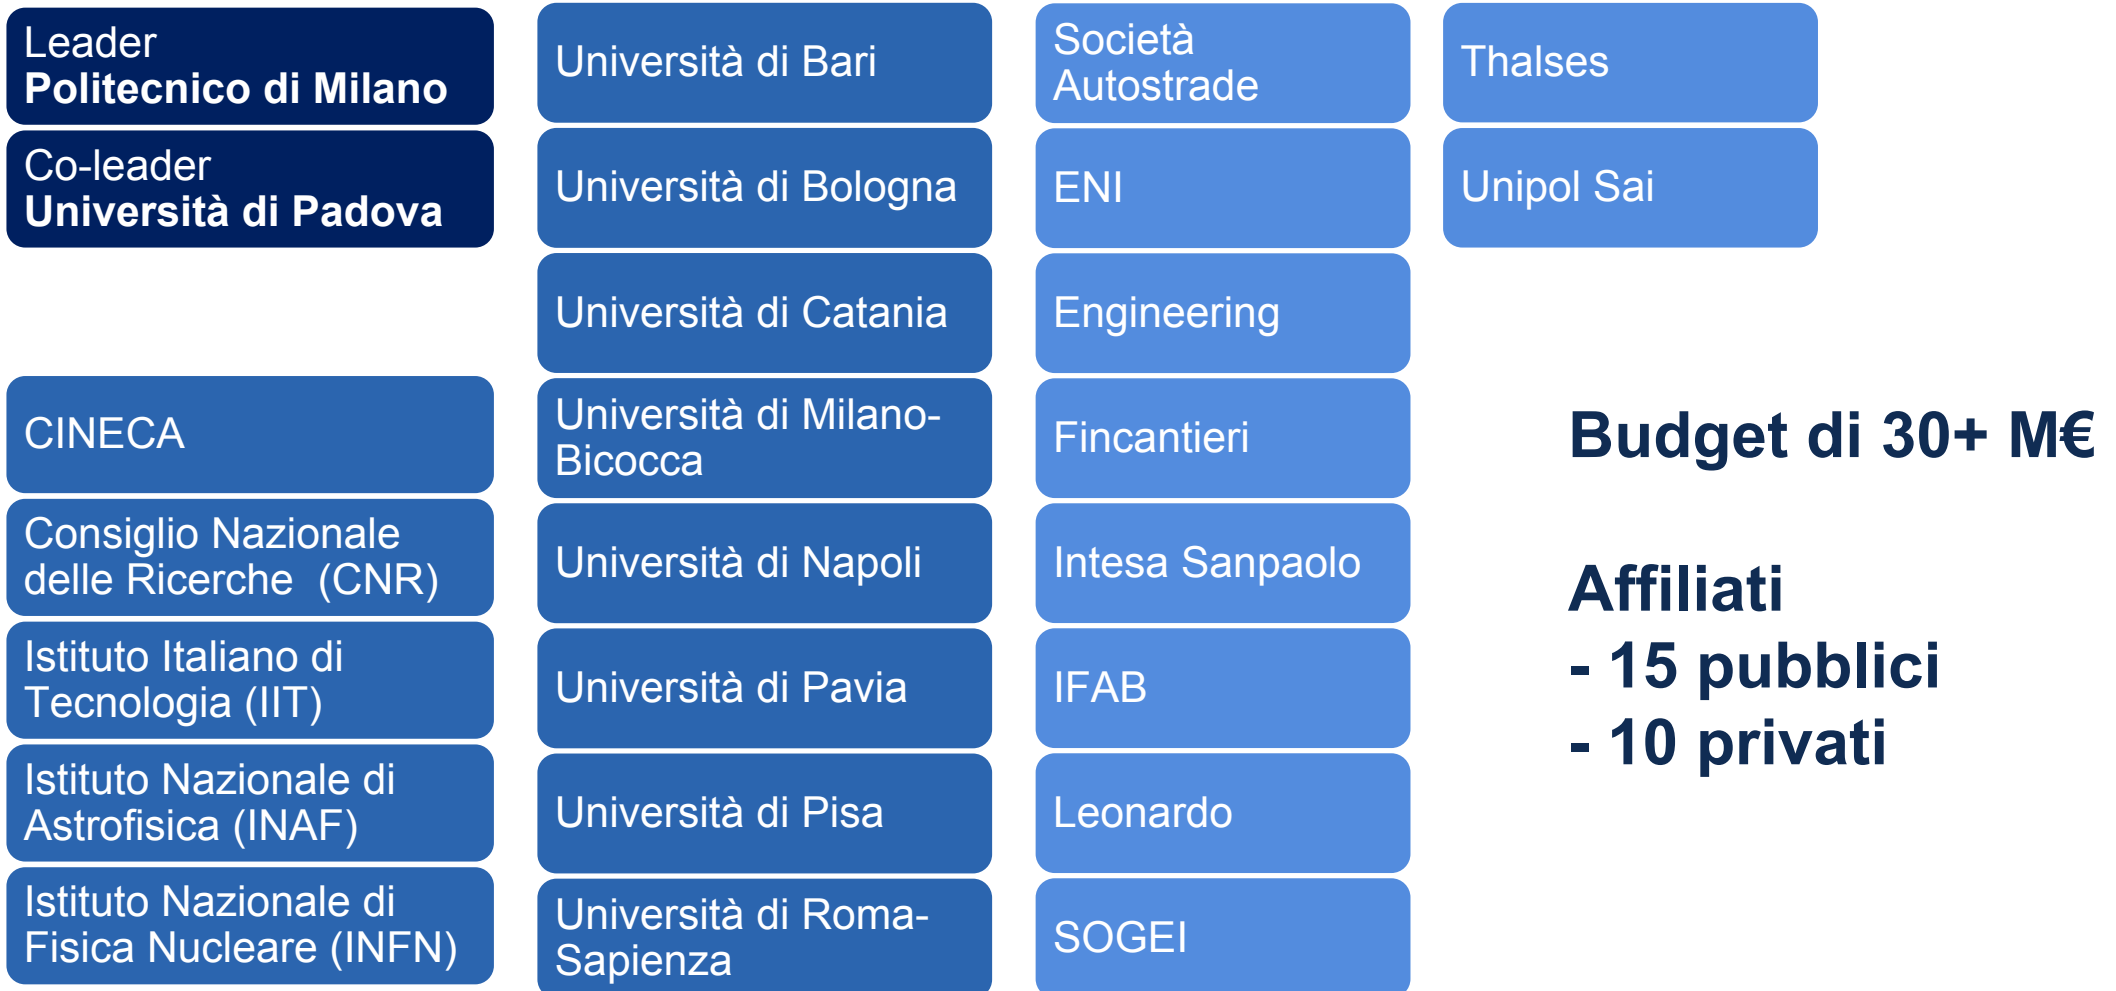 Leader
Politecnico di Milano
Co-leader
Università di Padova
CINECA
Consiglio Nazionale
delle Ricerche (CNR)
Istituto Italiano di
Tecnologia (IIT)
Istituto Nazionale di
Astrofisica (INAF)
Istituto Nazionale di
Fisica Nucleare (INFN)
Università di Bari
Università di Bologna
Università di Catania
Università di Milano-
Bicocca
Università di Napoli
Università di Pavia
Università di Pisa
Università di Roma-
Sapienza
Società
Autostrade
ENI
Engineering
Fincantieri
Intesa Sanpaolo
IFAB
Leonardo
SOGEI
Thalses
Unipol Sai
Budget di 30+ M€
Affiliati
- 15 pubblici
- 10 privati